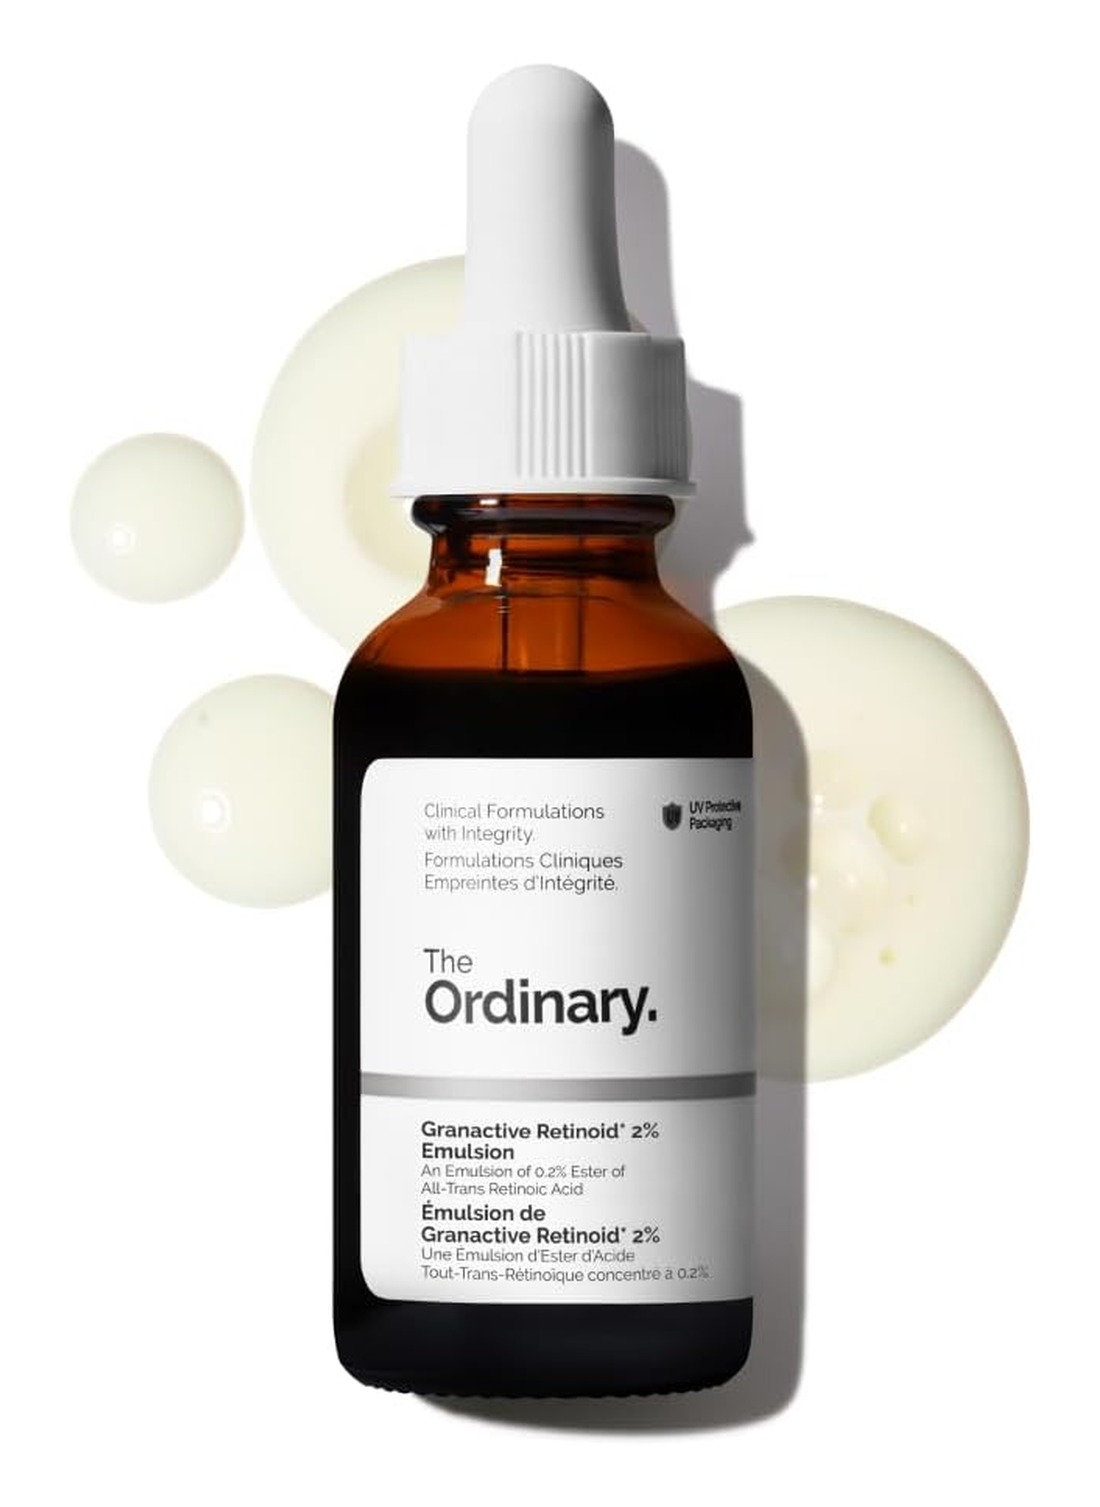 Clinical Formulations
with Integrity.
Formulations Cliniques
Empreintes d'Intégrité.
UV
UV Protective
Packaging
The
Ordinary.
Granactive Retinoid* 2%
Emulsion
An Emulsion of 0.2% Ester of
All-Trans Retinoic Acid
Émulsion de
Granactive Retinoid* 2%
Une Émulsion d'Ester d'Acide
Tout-Trans-Rétinoïque concentré à 0.2%